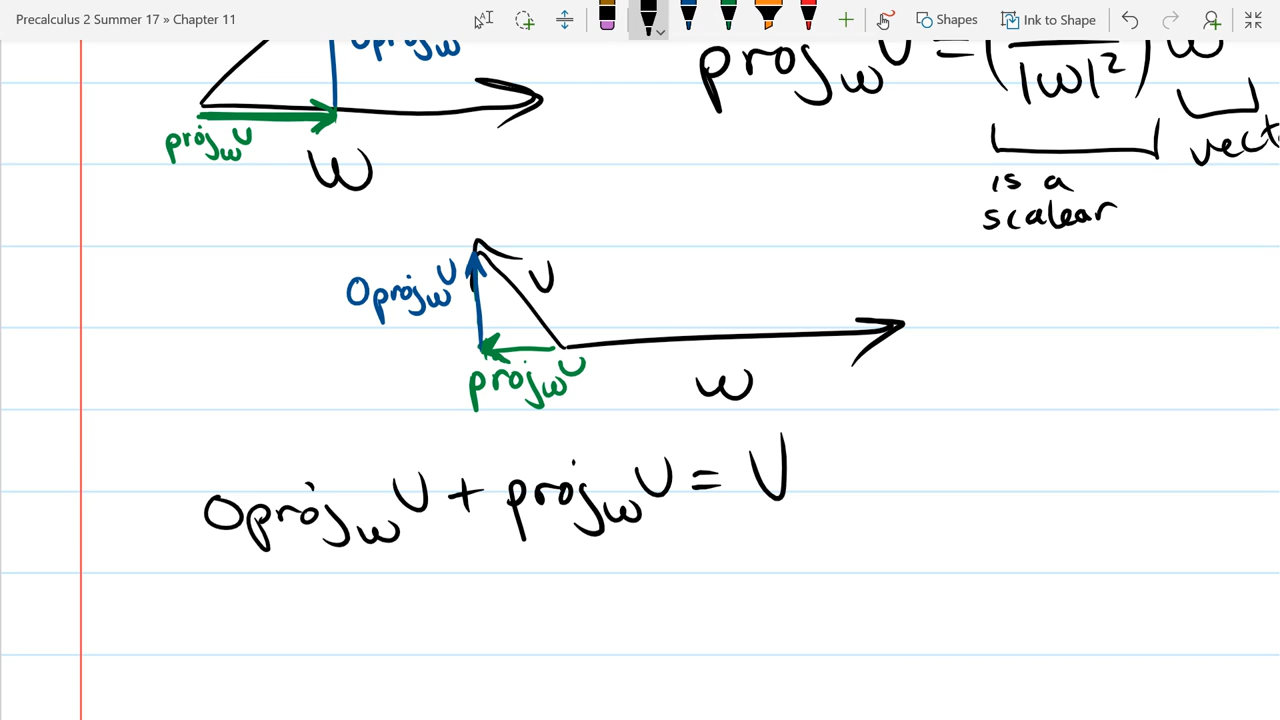 Precalculus 2 Summer 17 » Chapter 11
Shapes Ink to Shape
oproj_w v
proj_w v
w
proj_w v = ( / |w|²) w
is a
scalear
vect
oproj_w v
v
proj_w v
w
oproj_w v + proj_w v = v